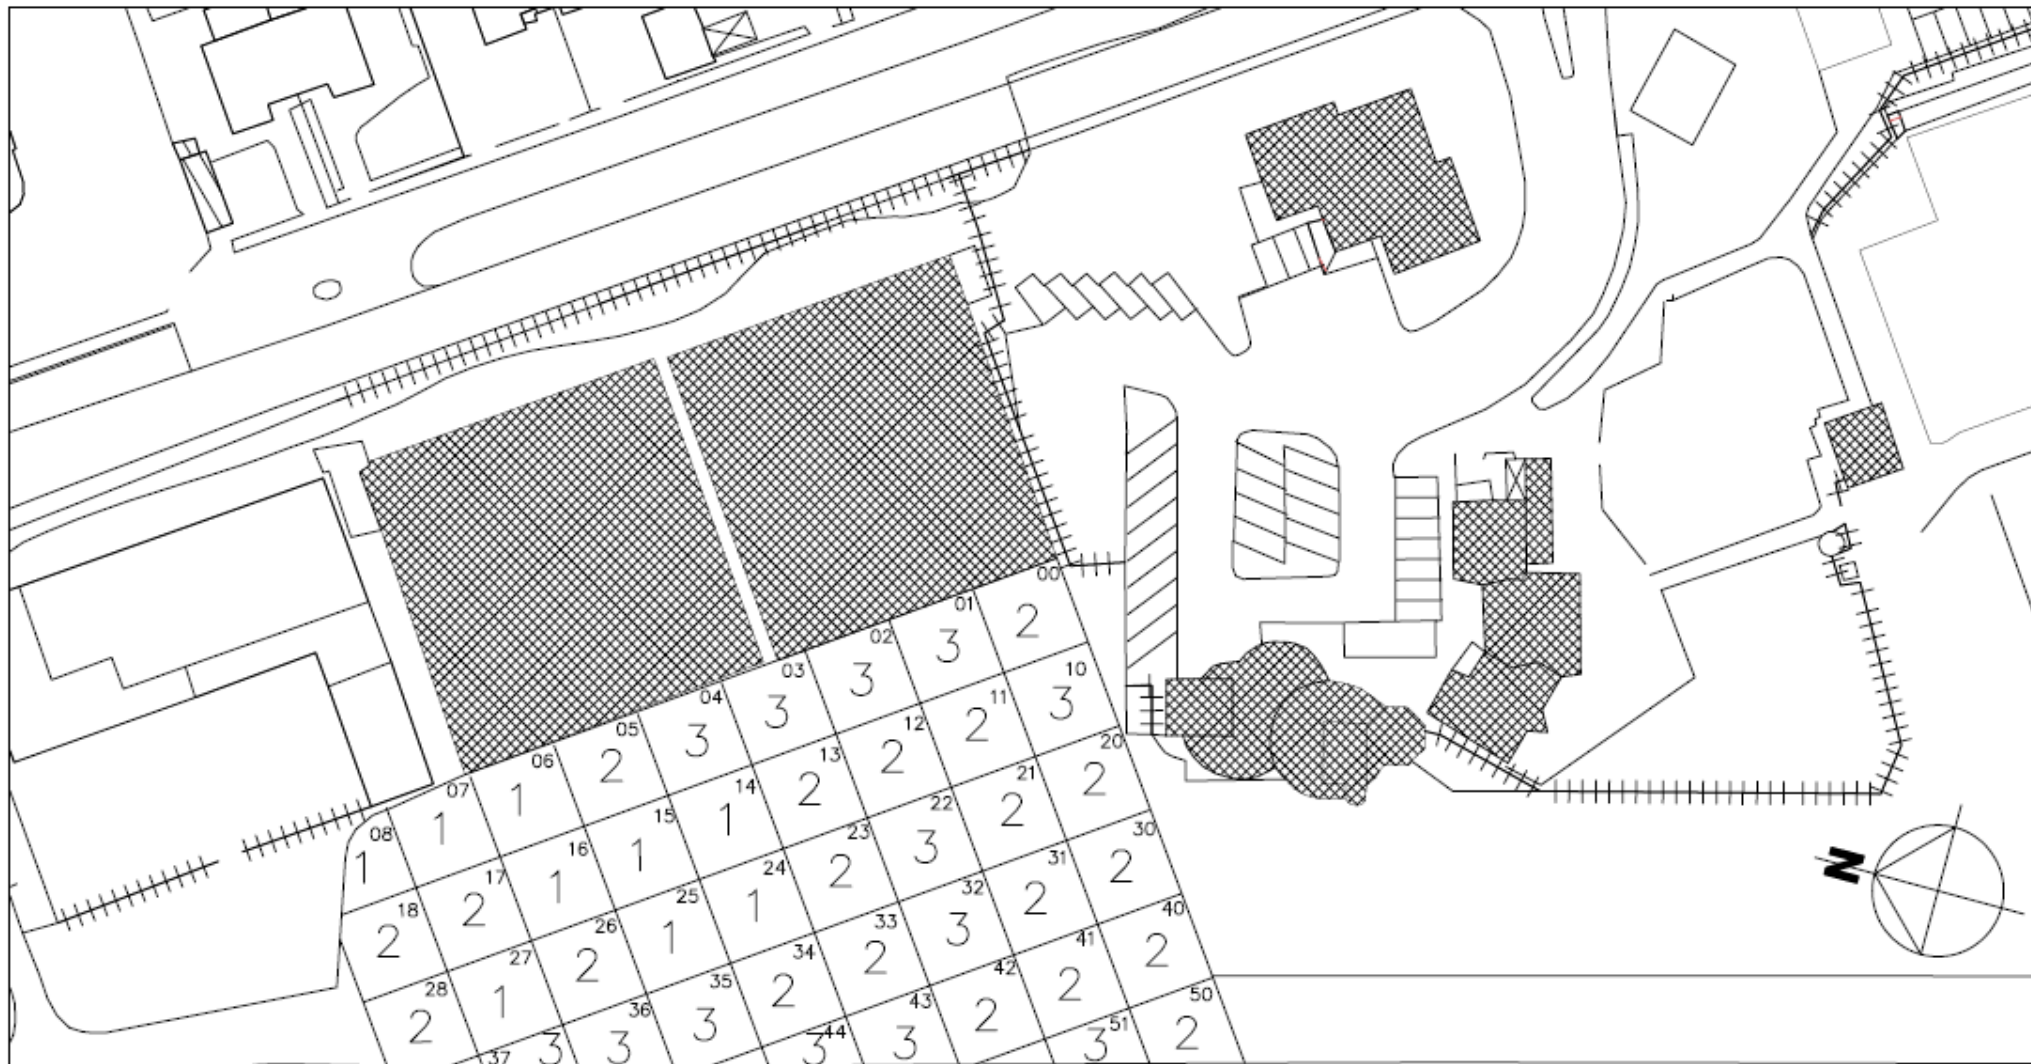 08 07 06 05 04 03 02 01 00
1 1 1 2 3 3 3 3 2
18 17 16 15 14 13 12 11 10
2 2 1 1 1 2 2 2 3
28 27 26 25 24 23 22 21 20
2 1 2 1 1 2 3 2 2
37 36 35 34 33 32 31 30
3 3 3 2 2 3 2 2
44 43 42 41 40
3 3 2 2 2
51 50
3 2
N